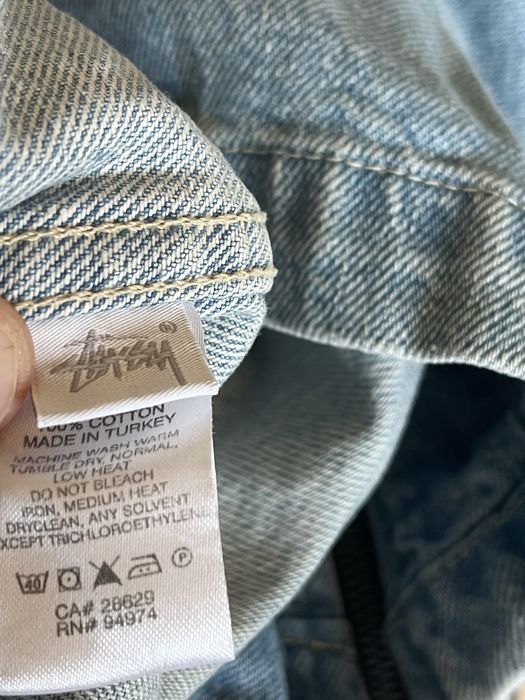 STÜSSY
100% COTTON
MADE IN TURKEY
MACHINE WASH WARM
TUMBLE DRY, NORMAL,
LOW HEAT
DO NOT BLEACH
IRON, MEDIUM HEAT
DRYCLEAN, ANY SOLVENT
EXCEPT TRICHLOROETHYLENE
40 P
CA# 28629
RN# 94974